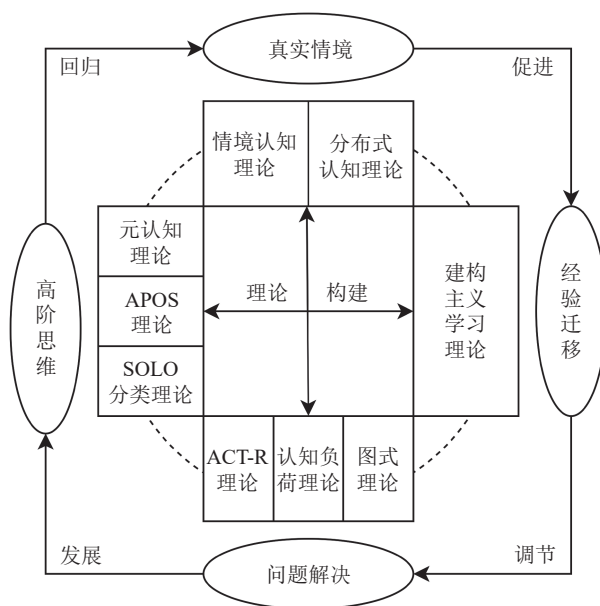 真实情境
回归
促进
情境认知
理论
分布式
认知理论
元认知
理论
APOS
理论
SOLO
分类理论
理论
构建
建构
主义
学习
理论
高
阶
思
维
经
验
迁
移
ACT-R
理论
认知负
荷理论
图式
理论
发展
调节
问题解决